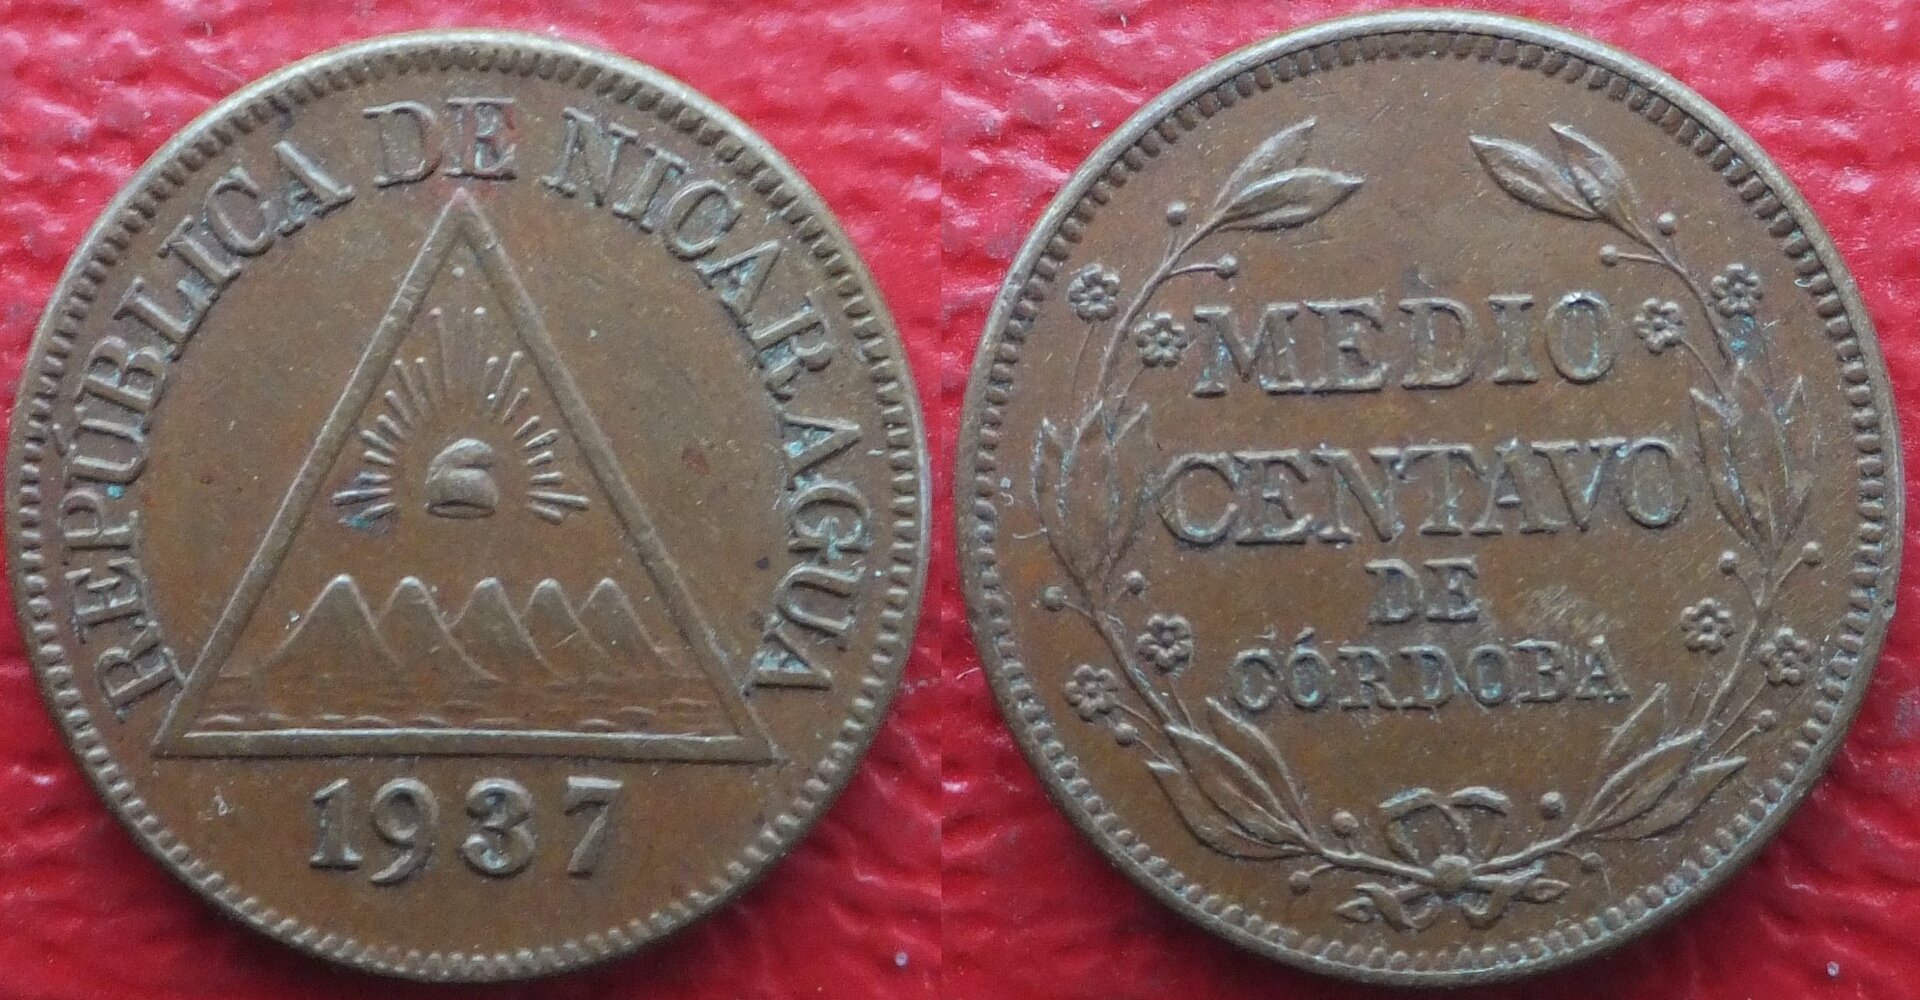 REPÚBLICA DE NICARAGUA
1937
MEDIO
CENTAVO
DE
CÓRDOBA